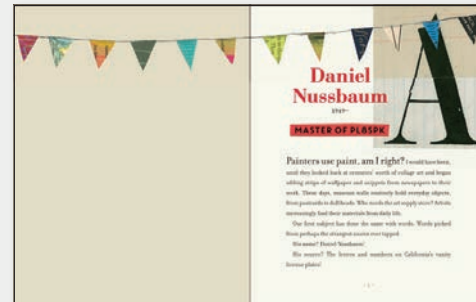 A
Daniel
Nussbaum
1949–
MASTER OF PL8SPK
Painters use paint, am I right? I would have been,
until they looked back at centuries' worth of collage art and began
adding strips of wallpaper and snippets from newspapers to their
work. These days, museum walls routinely hold everyday objects,
from postcards to dollheads. Who needs the art supply store? Artists
increasingly find their materials from daily life.
Our first subject has done the same with words. Words picked
from perhaps the strangest source ever tapped.
His name? Daniel Nussbaum.
His source? The letters and numbers on California's vanity
license plates!